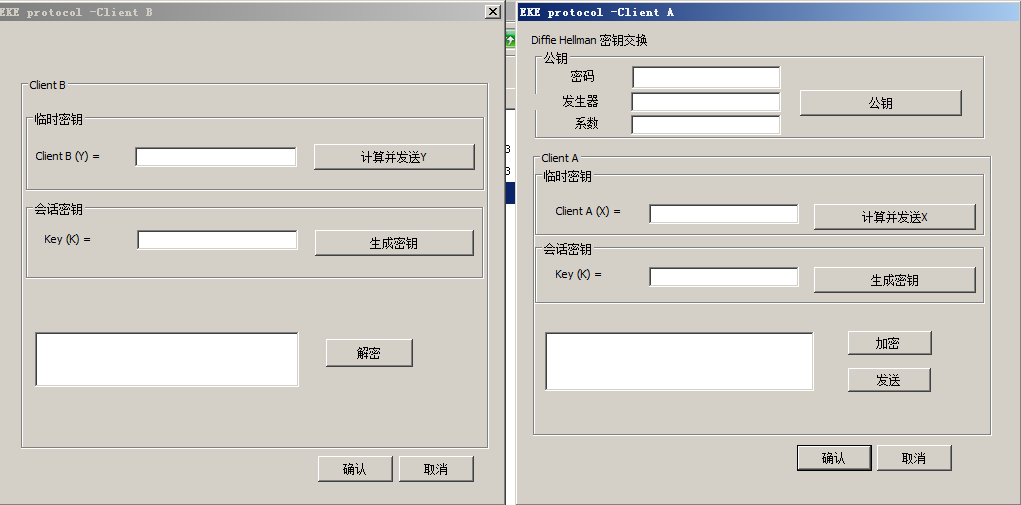 EKE protocol -Client B
Client B
临时密钥
Client B (Y) =
计算并发送Y
会话密钥
Key (K) =
生成密钥
解密
确认
取消
3
3
EKE protocol -Client A
Diffie Hellman 密钥交换
公钥
密码
发生器
系数
公钥
Client A
临时密钥
Client A (X) =
计算并发送X
会话密钥
Key (K) =
生成密钥
加密
发送
确认
取消